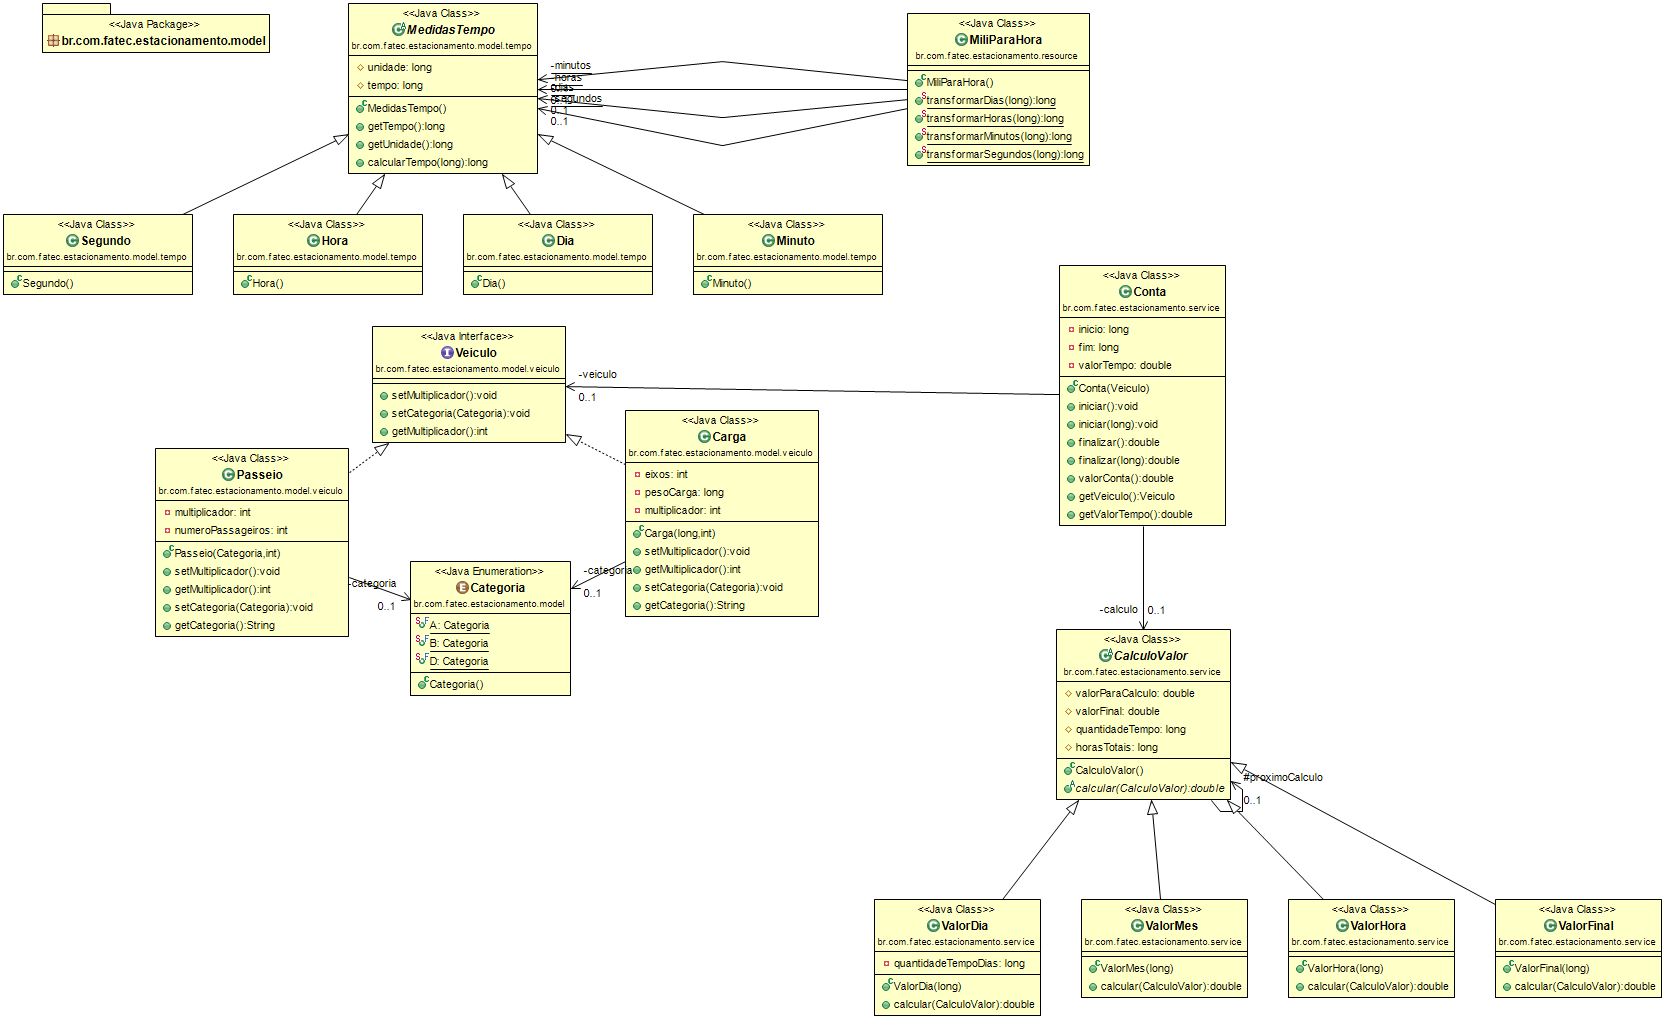 <<Java Package>>
br.com.fatec.estacionamento.model
<<Java Class>>
MedidasTempo
br.com.fatec.estacionamento.model.tempo
unidade: long
tempo: long
MedidasTempo()
getTempo():long
getUnidade():long
calcularTempo(long):long
-minutos
horas
dias
-segundos
0..1
0..1
<<Java Class>>
MiliParaHora
br.com.fatec.estacionamento.resource
MiliParaHora()
transformarDias(long):long
transformarHoras(long):long
transformarMinutos(long):long
transformarSegundos(long):long
<<Java Class>>
Segundo
br.com.fatec.estacionamento.model.tempo
Segundo()
<<Java Class>>
Hora
br.com.fatec.estacionamento.model.tempo
Hora()
<<Java Class>>
Dia
br.com.fatec.estacionamento.model.tempo
Dia()
<<Java Class>>
Minuto
br.com.fatec.estacionamento.model.tempo
Minuto()
<<Java Interface>>
Veiculo
br.com.fatec.estacionamento.model.veiculo
setMultiplicador():void
setCategoria(Categoria):void
getMultiplicador():int
-veiculo
0..1
<<Java Class>>
Conta
br.com.fatec.estacionamento.service
inicio: long
fim: long
valorTempo: double
Conta(Veiculo)
iniciar():void
iniciar(long):void
finalizar():double
finalizar(long):double
valorConta():double
getVeiculo():Veiculo
getValorTempo():double
<<Java Class>>
Passeio
br.com.fatec.estacionamento.model.veiculo
multiplicador: int
numeroPassageiros: int
Passeio(Categoria,int)
setMultiplicador():void
getMultiplicador():int
setCategoria(Categoria):void
getCategoria():String
-categoria
0..1
<<Java Class>>
Carga
br.com.fatec.estacionamento.model.veiculo
eixos: int
pesoCarga: long
multiplicador: int
Carga(long,int)
setMultiplicador():void
getMultiplicador():int
setCategoria(Categoria):void
getCategoria():String
-categoria
0..1
<<Java Enumeration>>
Categoria
br.com.fatec.estacionamento.model
A: Categoria
B: Categoria
D: Categoria
Categoria()
-calculo
0..1
<<Java Class>>
CalculoValor
br.com.fatec.estacionamento.service
valorParaCalculo: double
valorFinal: double
quantidadeTempo: long
horasTotais: long
CalculoValor()
calcular(CalculoValor):double
#proximoCalculo
0..1
<<Java Class>>
ValorDia
br.com.fatec.estacionamento.service
quantidadeTempoDias: long
ValorDia(long)
calcular(CalculoValor):double
<<Java Class>>
ValorMes
br.com.fatec.estacionamento.service
ValorMes(long)
calcular(CalculoValor):double
<<Java Class>>
ValorHora
br.com.fatec.estacionamento.service
ValorHora(long)
calcular(CalculoValor):double
<<Java Class>>
ValorFinal
br.com.fatec.estacionamento.service
ValorFinal(long)
calcular(CalculoValor):double